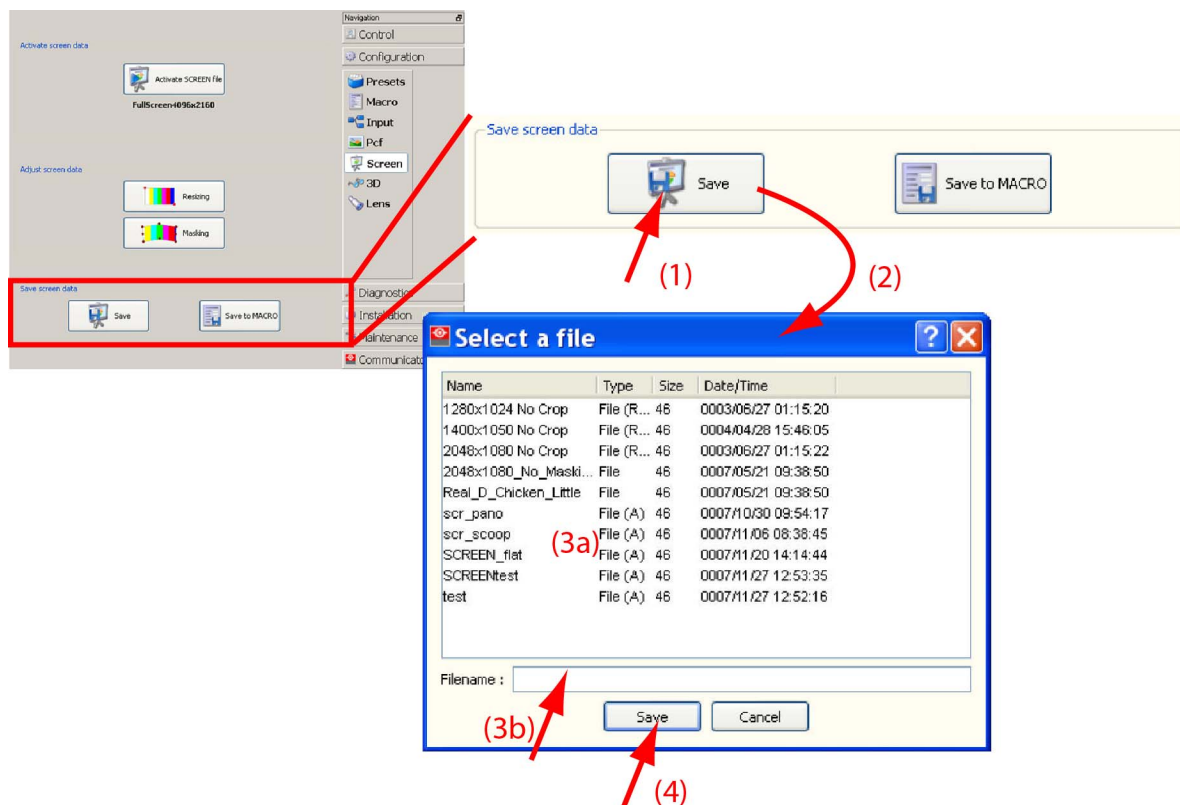 Navigation
Control
Activate screen data
Configuration
Activate SCREEN file
FullScreen4096x2160
Presets
Macro
Input
Pcf
Screen
3D
Lens
Adjust screen data
Resizing
Masking
Save screen data
Save
Save to MACRO
Diagnostics
Installation
Maintenance
Communicato
Save screen data
Save
Save to MACRO
(1)
(2)
Select a file
Name Type Size Date/Time
1280x1024 No Crop File (R... 46 0003/06/27 01:15:20
1400x1050 No Crop File (R... 46 0004/04/28 15:46:05
2048x1080 No Crop File (R... 46 0003/06/27 01:15:22
2048x1080_No_Maski... File 46 0007/05/21 09:38:50
Real_D_Chicken_Little File 46 0007/05/21 09:38:50
scr_pano File (A) 46 0007/10/30 09:54:17
scr_scoop File (A) 46 0007/11/06 08:38:45
(3a)
SCREEN_flat File (A) 46 0007/11/20 14:14:44
SCREENtest File (A) 46 0007/11/27 12:53:35
test File (A) 46 0007/11/27 12:52:16
Filename :
(3b)
Save
Cancel
(4)